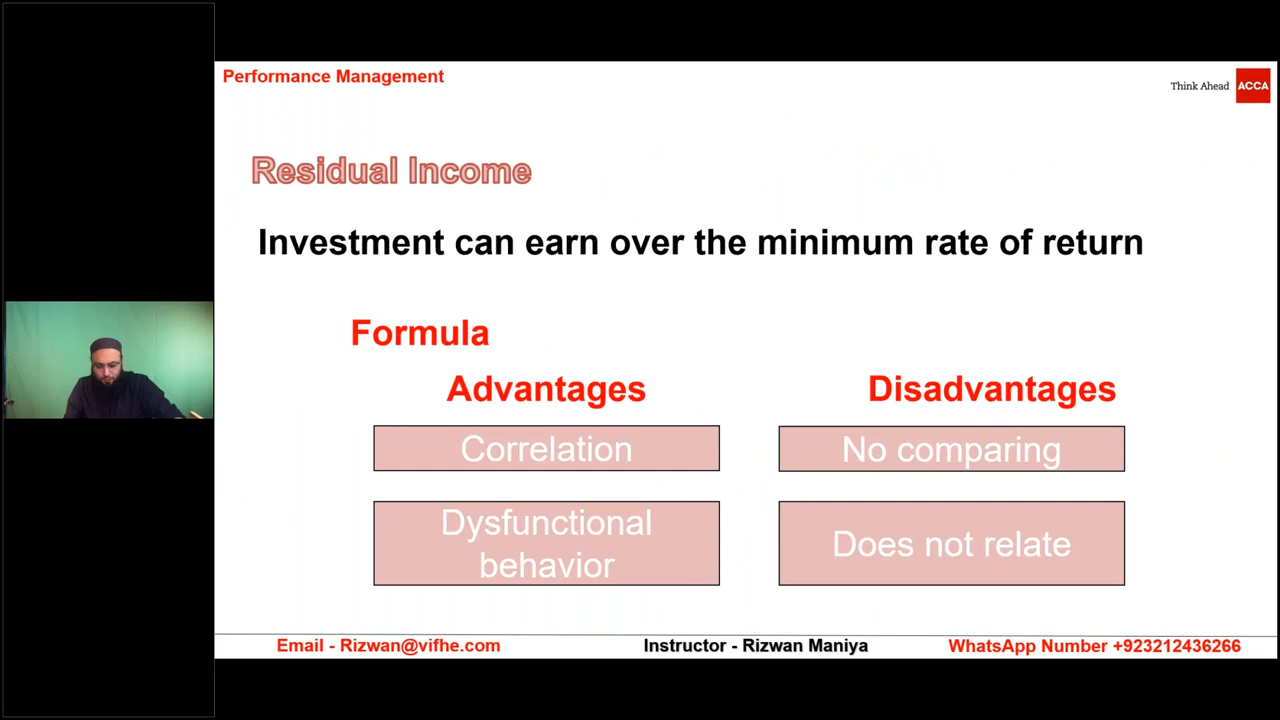 Performance Management
Think Ahead ACCA
Residual Income
Investment can earn over the minimum rate of return
Formula
Advantages
Disadvantages
Correlation
No comparing
Dysfunctional
behavior
Does not relate
Email - Rizwan@vifhe.com
Instructor - Rizwan Maniya
WhatsApp Number +923212436266